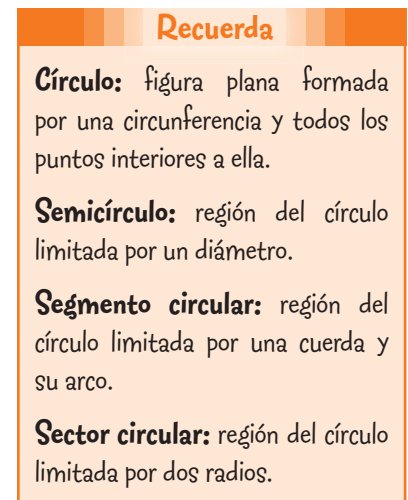 Recuerda
Círculo: figura plana formada
por una circunferencia y todos los
puntos interiores a ella.
Semicírculo: región del círculo
limitada por un diámetro.
Segmento circular: región del
círculo limitada por una cuerda y
su arco.
Sector circular: región del círculo
limitada por dos radios.